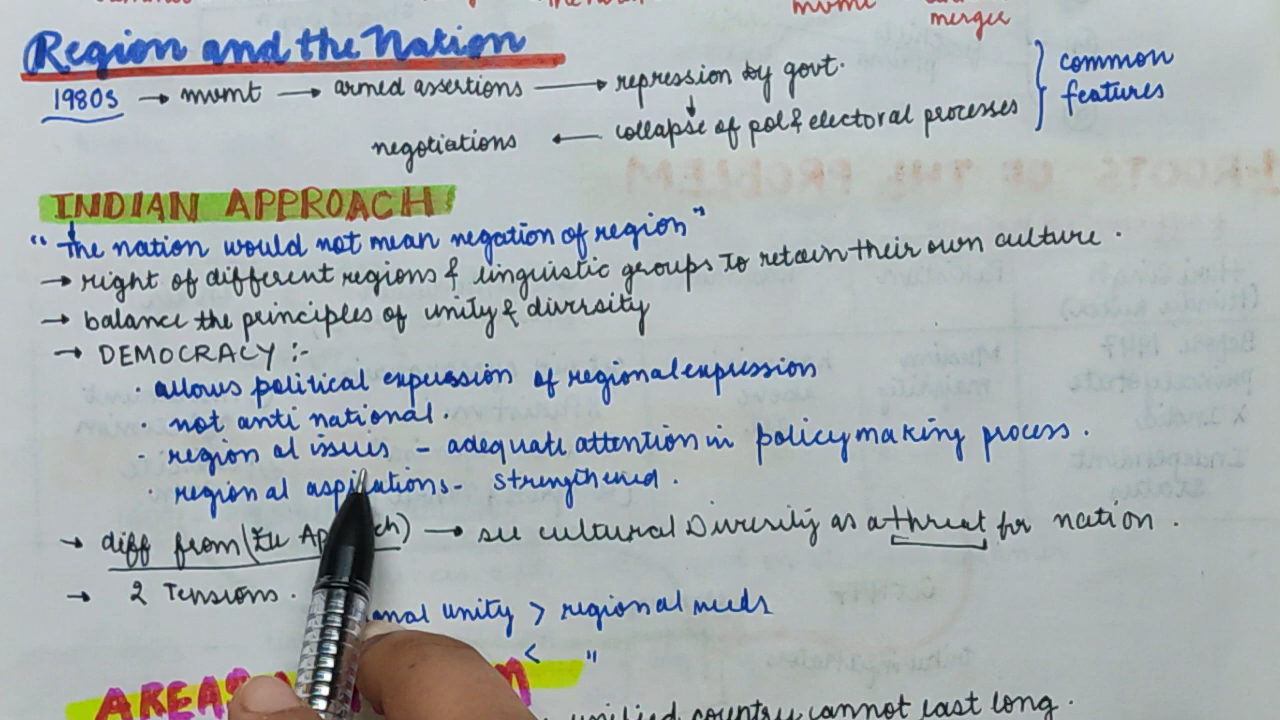 mvmt
merger
Region and the Nation
1980s → mvmt → armed assertions → repression by govt. } common
negotiations ← collapse of pol & electoral processes features
INDIAN APPROACH
"the nation would not mean negation of region"
→ right of different regions & linguistic groups to retain their own culture.
→ balance the principles of unity & diversity
→ DEMOCRACY :-
· allows political expression of regional expression
· not anti national.
· regional issues - adequate attention in policymaking process.
· regional aspirations - strengthened.
→ diff from ( → see cultural Diversity as a threat for nation.
→ 2 Tensions.
unity > regional needs
< "
AREAS
unified country cannot last long.